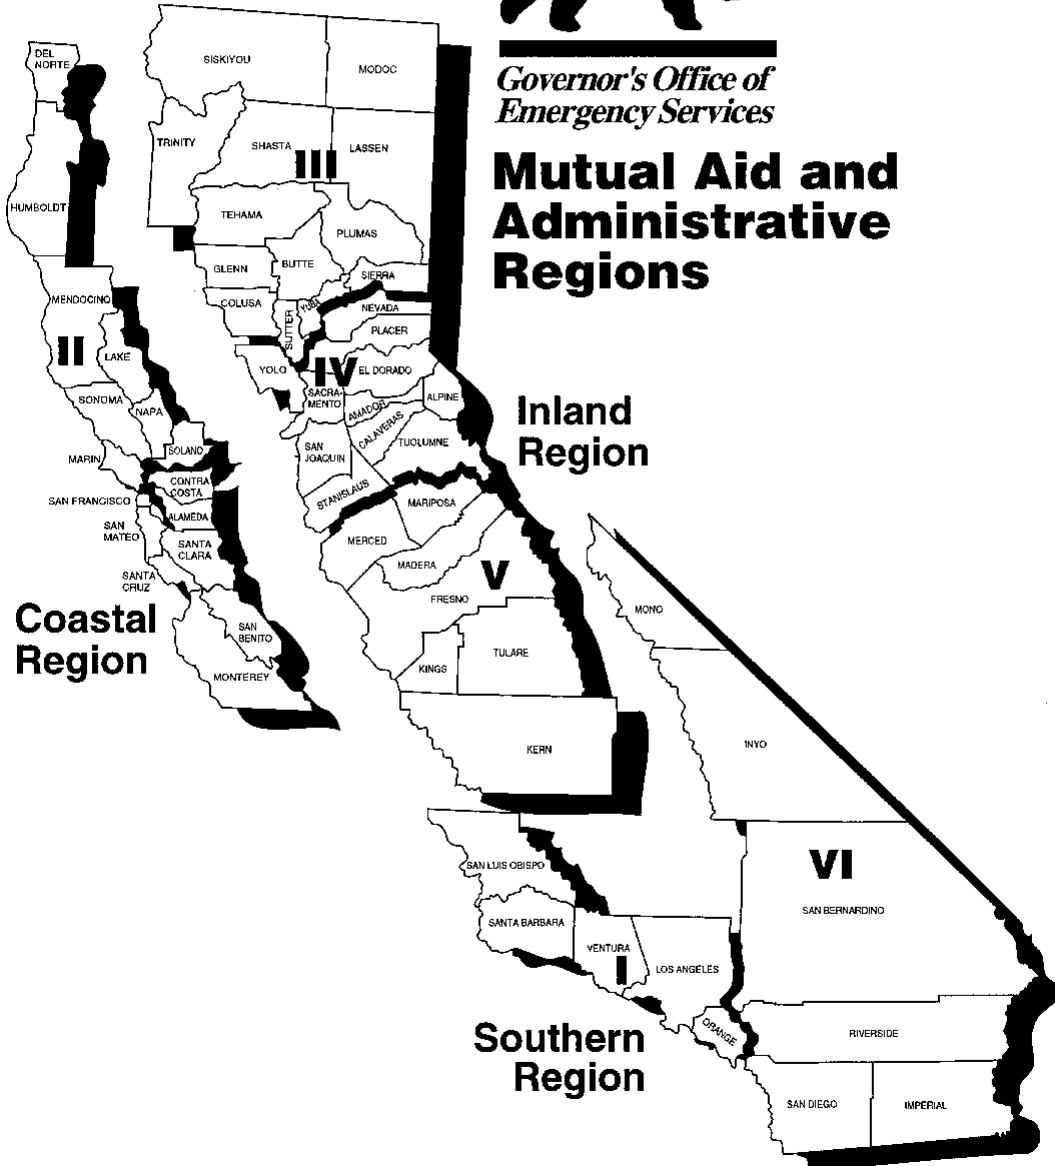 Governor's Office of
Emergency Services
Mutual Aid and
Administrative
Regions
DEL
NORTE
SISKIYOU
MODOC
TRINITY
SHASTA
LASSEN
III
HUMBOLDT
TEHAMA
PLUMAS
GLENN
BUTTE
SIERRA
MENDOCINO
COLUSA
YUBA
NEVADA
SUTTER
PLACER
II
LAKE
YOLO
IV
EL DORADO
SONOMA
NAPA
SACRA-
MENTO
AMADOR
ALPINE
CALAVERAS
TUOLUMNE
Inland
Region
MARIN
SOLANO
SAN
JOAQUIN
CONTRA
COSTA
STANISLAUS
SAN FRANCISCO
ALAMEDA
MARIPOSA
SAN
MATEO
SANTA
CLARA
MERCED
MADERA
V
SANTA
CRUZ
FRESNO
MONO
Coastal
Region
SAN
BENITO
TULARE
KINGS
MONTEREY
KERN
INYO
SAN LUIS OBISPO
VI
SAN BERNARDINO
SANTA BARBARA
VENTURA
I
LOS ANGELES
ORANGE
RIVERSIDE
Southern
Region
SAN DIEGO
IMPERIAL